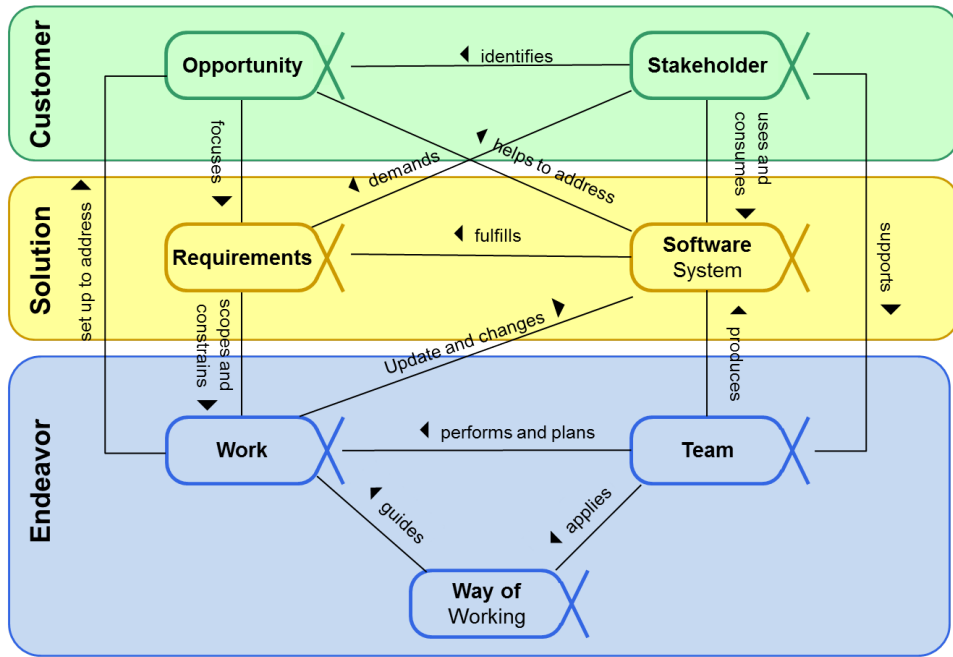 Customer
Opportunity
identifies
Stakeholder
focuses
demands
helps to address
uses and
consumes
Solution
set up to address
Requirements
fulfills
Software
System
supports
scopes and
constrains
Update and changes
produces
Endeavor
Work
performs and plans
Team
guides
applies
Way of
Working